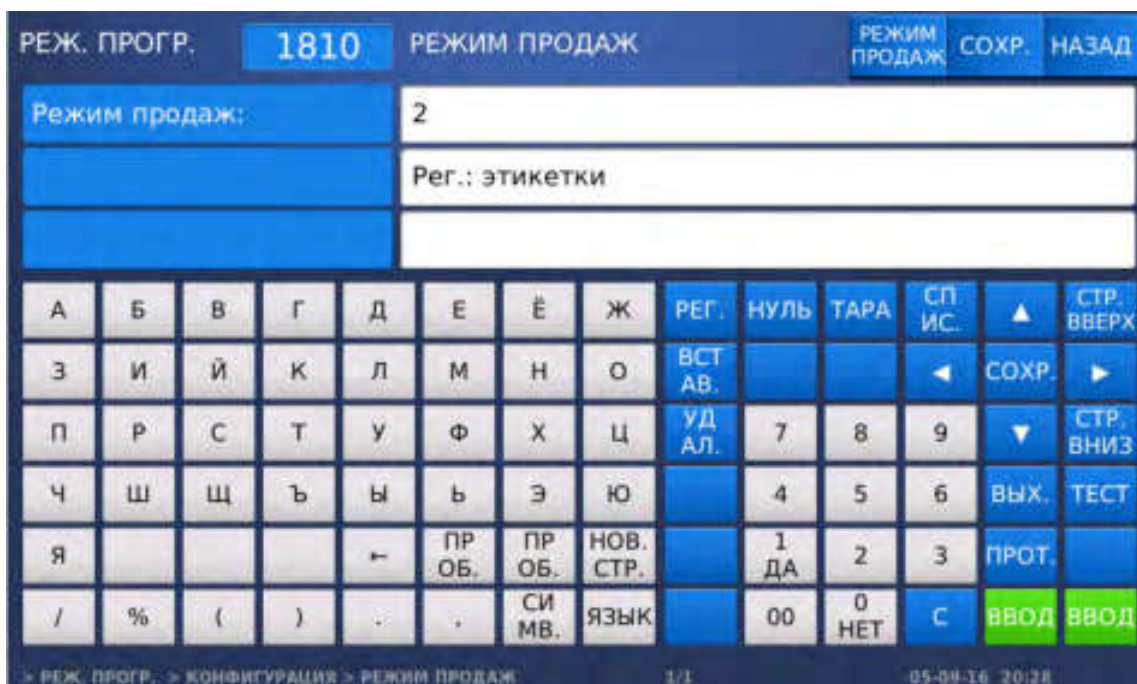 РЕЖ. ПРОГР. 1810 РЕЖИМ ПРОДАЖ РЕЖИМ ПРОДАЖ СОХР. НАЗАД
Режим продаж: 2
Рег.: этикетки
А Б В Г Д Е Ё Ж РЕГ. НУЛЬ ТАРА СП ИС. ▲ СТР. ВВЕРХ
З И Й К Л М Н О ВСТ АВ. ◄ СОХР. ►
П Р С Т У Ф Х Ц УД АЛ. 7 8 9 ▼ СТР. ВНИЗ
Ч Ш Щ Ъ Ы Ь Э Ю 4 5 6 ВЫХ. ТЕСТ
Я ← ПР ОБ. ПР ОБ. НОВ. СТР. 1 ДА 2 3 ПРОТ.
/ % ( ) . , СИ МВ. ЯЗЫК 00 0 НЕТ С ВВОД ВВОД
> РЕЖ. ПРОГР. > КОНФИГУРАЦИЯ > РЕЖИМ ПРОДАЖ 1/1 05-09-16 20:28